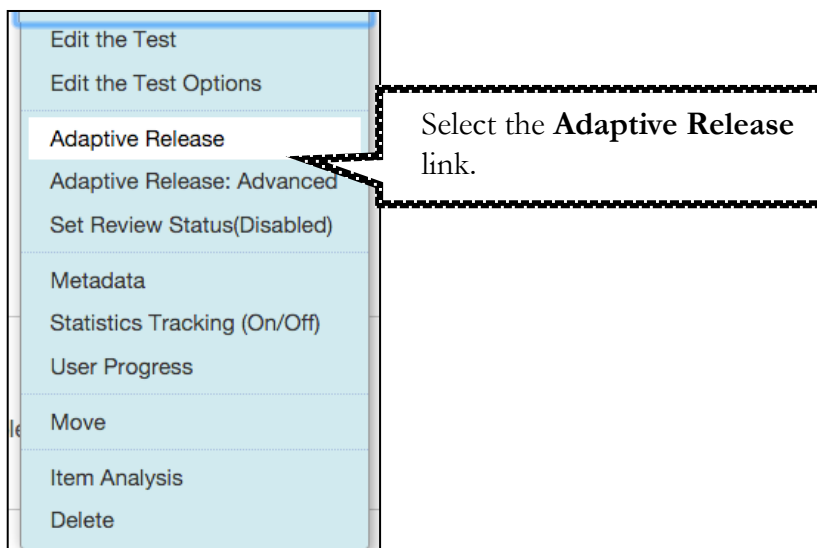 Edit the Test
Edit the Test Options
Adaptive Release
Adaptive Release: Advanced
Set Review Status(Disabled)
Metadata
Statistics Tracking (On/Off)
User Progress
Move
Item Analysis
Delete
Select the Adaptive Release
link.